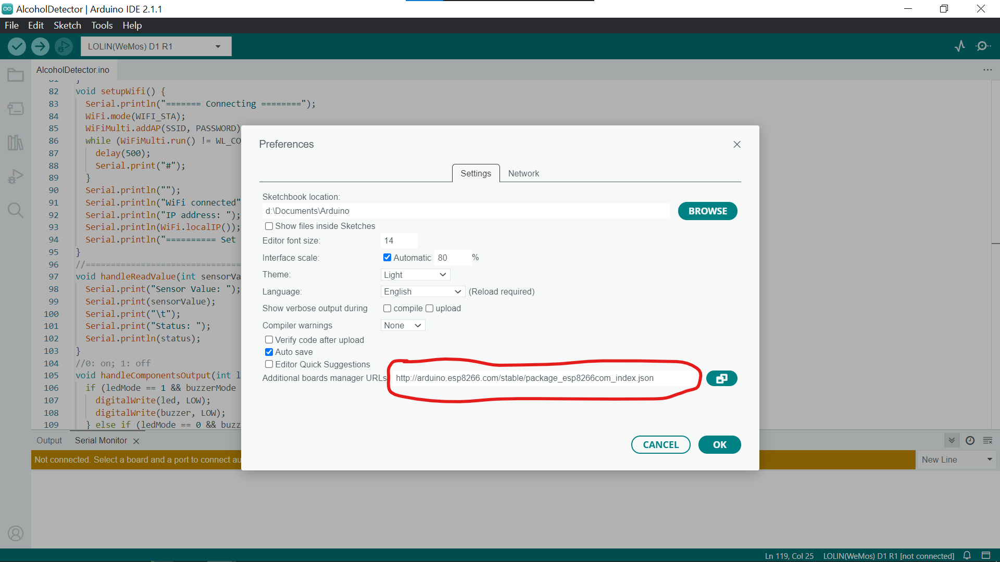 AlcoholDetector | Arduino IDE 2.1.1
File Edit Sketch Tools Help
LOLIN(WeMos) D1 R1
AlcoholDetector.ino
82 void setupWifi() {
83 Serial.println("======= Connecting ========");
84 WiFi.mode(WIFI_STA);
85 WiFiMulti.addAP(SSID, PASSWORD)
86 while (WiFiMulti.run() != WL_CO
87 delay(500);
88 Serial.print("#");
89 }
90 Serial.println("");
91 Serial.println("WiFi connected"
92 Serial.println("IP address: ");
93 Serial.println(WiFi.localIP());
94 Serial.println("========== Set
95 }
96 //===============================
97 void handleReadValue(int sensorVa
98 Serial.print("Sensor Value: ");
99 Serial.print(sensorValue);
100 Serial.print("\t");
101 Serial.print("Status: ");
102 Serial.println(status);
103 }
104 //0: on; 1: off
105 void handleComponentsOutput(int l
106 if (ledMode == 1 && buzzerMode
107 digitalWrite(led, LOW);
108 digitalWrite(buzzer, LOW);
109 } else if (ledMode == 0 && buzz
Preferences
Settings Network
Sketchbook location:
d:\Documents\Arduino BROWSE
Show files inside Sketches
Editor font size: 14
Interface scale: Automatic 80 %
Theme: Light
Language: English (Reload required)
Show verbose output during compile upload
Compiler warnings None
Verify code after upload
Auto save
Editor Quick Suggestions
Additional boards manager URLs http://arduino.esp8266.com/stable/package_esp8266com_index.json
CANCEL OK
Output Serial Monitor
Not connected. Select a board and a port to connect au
New Line
Ln 119, Col 25 LOLIN(WeMos) D1 R1 [not connected]